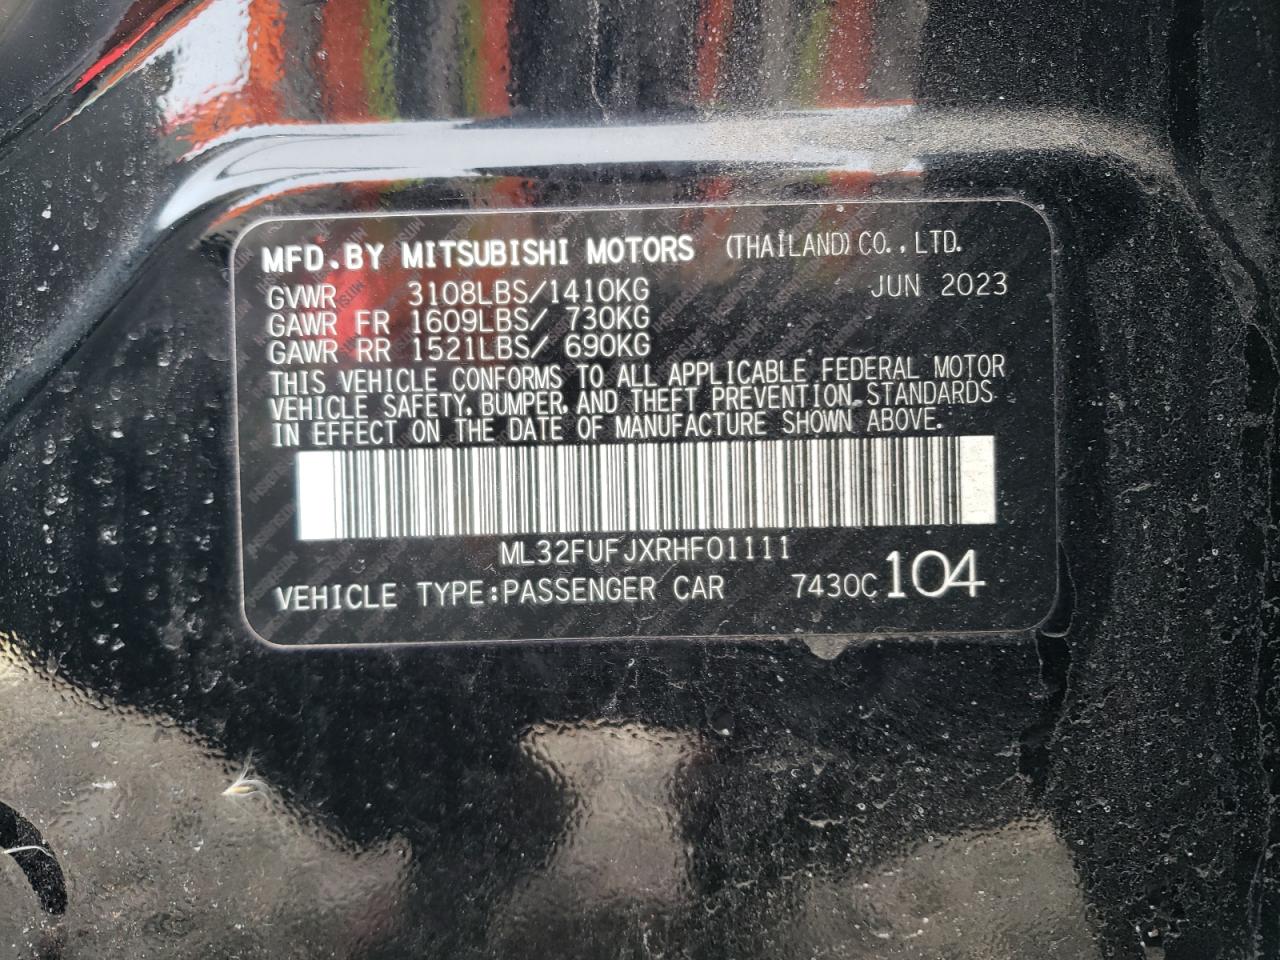 MFD.BY MITSUBISHI MOTORS (THAILAND) CO., LTD.
GVWR 3108LBS/1410KG JUN 2023
GAWR FR 1609LBS/ 730KG
GAWR RR 1521LBS/ 690KG
THIS VEHICLE CONFORMS TO ALL APPLICABLE FEDERAL MOTOR
VEHICLE SAFETY, BUMPER, AND THEFT PREVENTION STANDARDS
IN EFFECT ON THE DATE OF MANUFACTURE SHOWN ABOVE.
ML32FUFJXRHF01111
VEHICLE TYPE:PASSENGER CAR 7430C 104